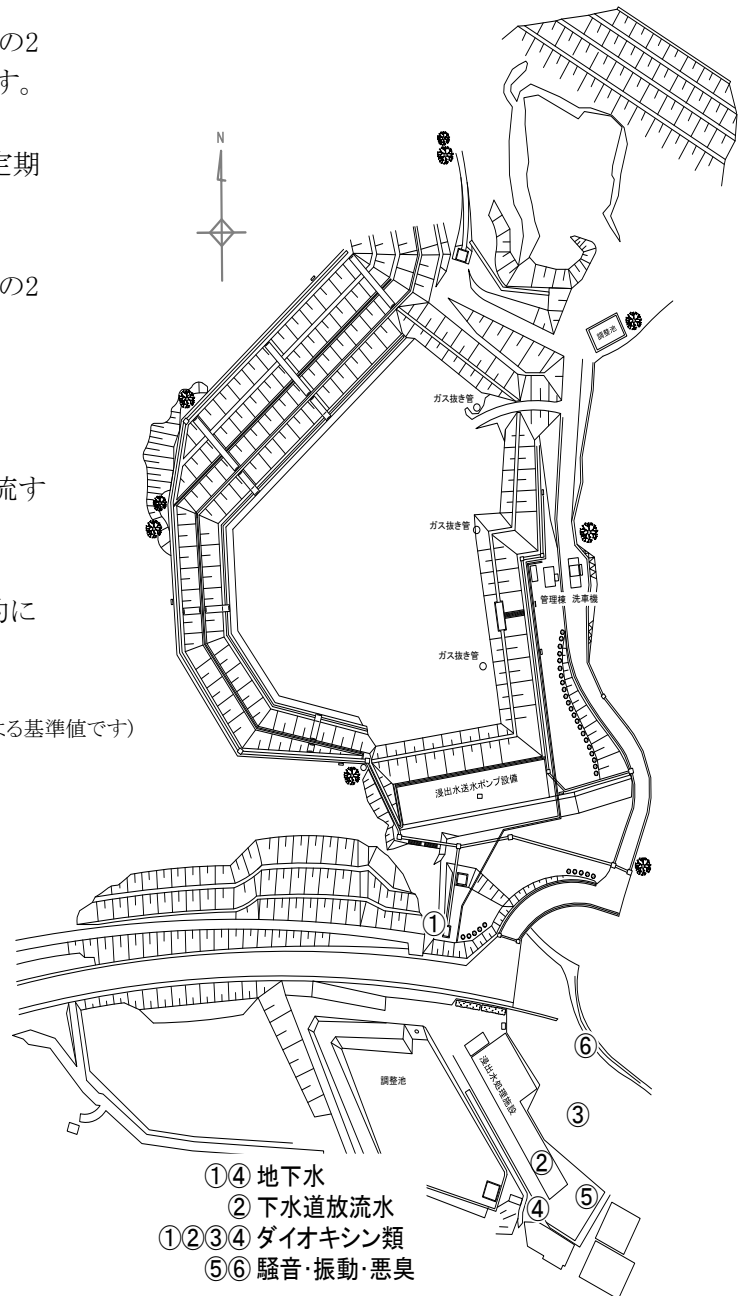 の2
す。
定期
の2
流す
的に
よる基準値です)
N
調整池
ガス抜き管
ガス抜き管
管理棟 洗車機
ガス抜き管
浸出水送水ポンプ設備
①
⑥
浸出水処理施設
調整池
③
②
⑤
④
①④ 地下水
② 下水道放流水
①②③④ ダイオキシン類
⑤⑥ 騒音・振動・悪臭